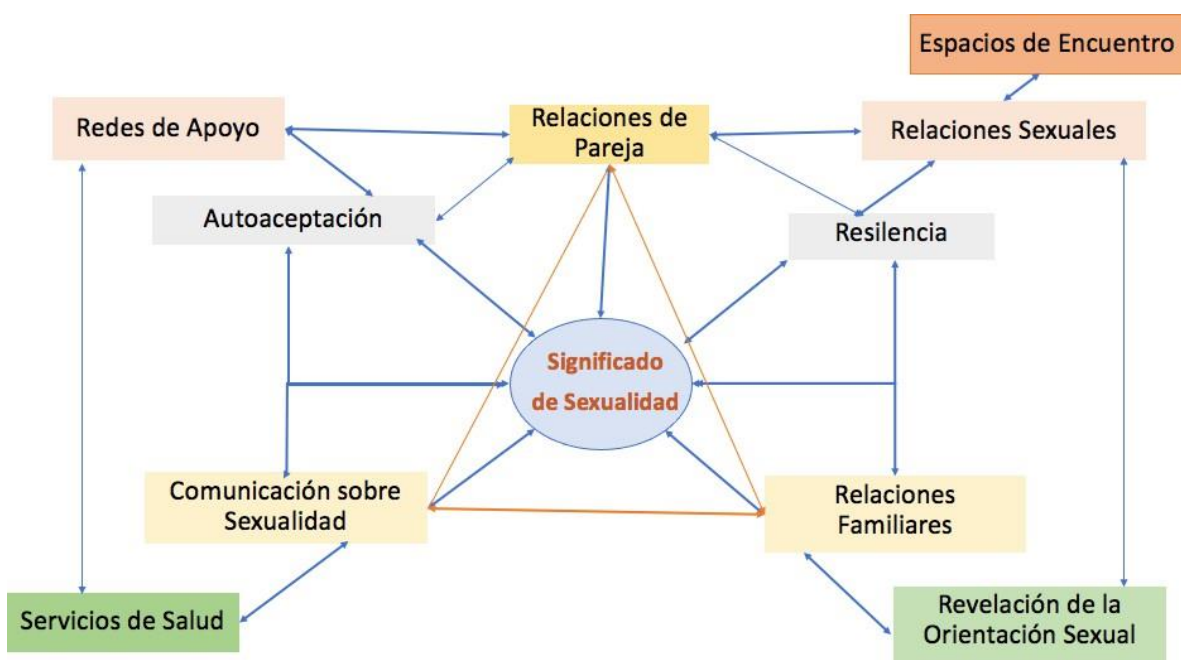 Espacios de Encuentro
Redes de Apoyo
Relaciones de
Pareja
Relaciones Sexuales
Autoaceptación
Resilencia
Significado
de Sexualidad
Comunicación sobre
Sexualidad
Relaciones
Familiares
Servicios de Salud
Revelación de la
Orientación Sexual